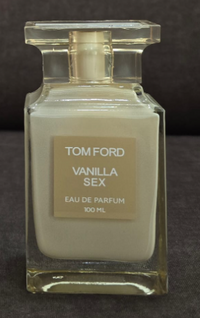 TOM FORD
VANILLA
SEX
EAU DE PARFUM
100 ML